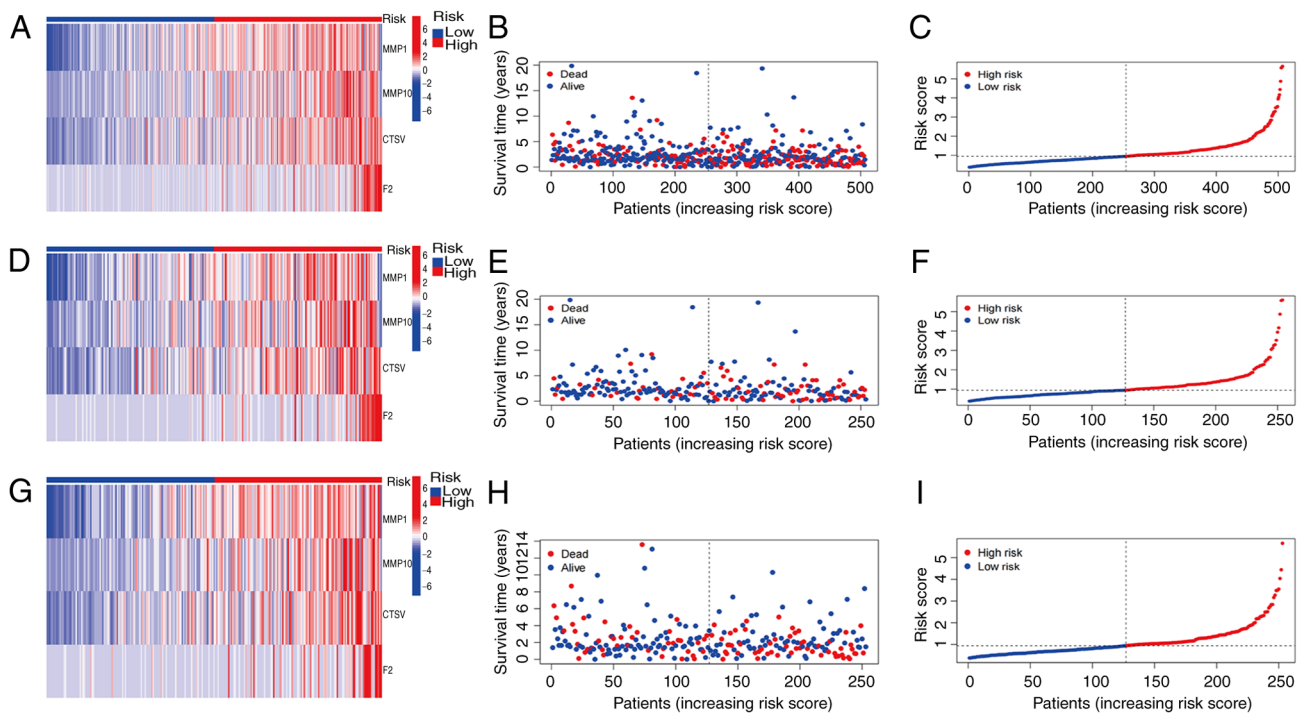 A
Risk
MMP1
MMP10
CTSV
F2
6
4
2
0
−2
−4
−6
Risk
Low
High
B
Survival time (years)
20
15
10
5
0
Dead
Alive
0 100 200 300 400 500
Patients (increasing risk score)
C
Risk score
5
4
3
2
1
High risk
Low risk
0 100 200 300 400 500
Patients (increasing risk score)
D
Risk
MMP1
MMP10
CTSV
F2
6
4
2
0
−2
−4
−6
Risk
Low
High
E
Survival time (years)
20
15
10
5
0
Dead
Alive
0 50 100 150 200 250
Patients (increasing risk score)
F
Risk score
5
4
3
2
1
High risk
Low risk
0 50 100 150 200 250
Patients (increasing risk score)
G
Risk
MMP1
MMP10
CTSV
F2
6
4
2
0
−2
−4
−6
Risk
Low
High
H
Survival time (years)
14
12
10
8
6
4
2
0
Dead
Alive
0 50 100 150 200 250
Patients (increasing risk score)
I
Risk score
5
4
3
2
1
High risk
Low risk
0 50 100 150 200 250
Patients (increasing risk score)